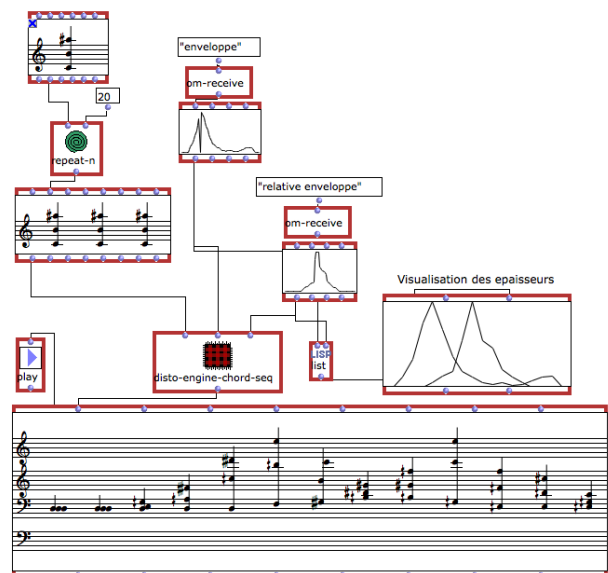 "enveloppe"
om-receive
20
repeat-n
"relative enveloppe"
om-receive
Visualisation des epaisseurs
play
disto-engine-chord-seq
LISP
list